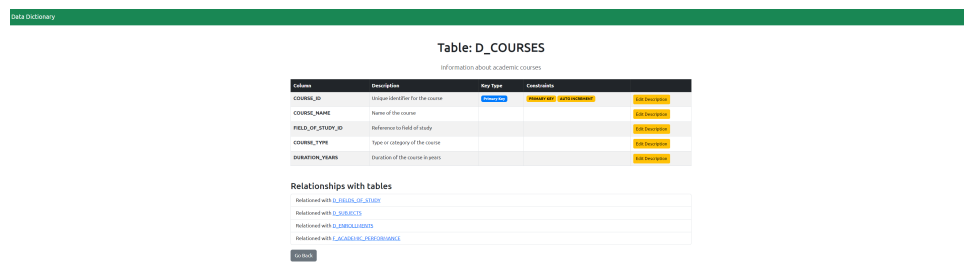 Data Dictionary
Table: D_COURSES
Information about academic courses
Column Description Key Type Constraints
COURSE_ID Unique identifier for the course Primary Key PRIMARY KEY AUTO INCREMENT Edit Description
COURSE_NAME Name of the course Edit Description
FIELD_OF_STUDY_ID Reference to field of study Edit Description
COURSE_TYPE Type or category of the course Edit Description
DURATION_YEARS Duration of the course in years Edit Description
Relationships with tables
Relationed with D_FIELDS_OF_STUDY
Relationed with D_SUBJECTS
Relationed with D_ENROLLMENTS
Relationed with F_ACADEMIC_PERFORMANCE
Go Back